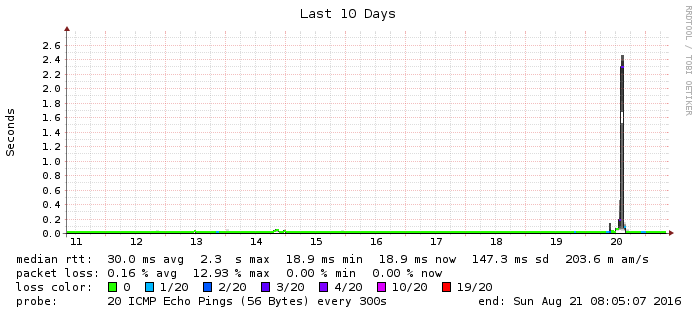 Last 10 Days
RRDTOOL / TOBI OETIKER
Seconds
2.6
2.4
2.2
2.0
1.8
1.6
1.4
1.2
1.0
0.8
0.6
0.4
0.2
0.0
11 12 13 14 15 16 17 18 19 20
median rtt: 30.0 ms avg 2.3 s max 18.9 ms min 18.9 ms now 147.3 ms sd 203.6 m am/s
packet loss: 0.16 % avg 12.93 % max 0.00 % min 0.00 % now
loss color: 0 1/20 2/20 3/20 4/20 10/20 19/20
probe: 20 ICMP Echo Pings (56 Bytes) every 300s end: Sun Aug 21 08:05:07 2016